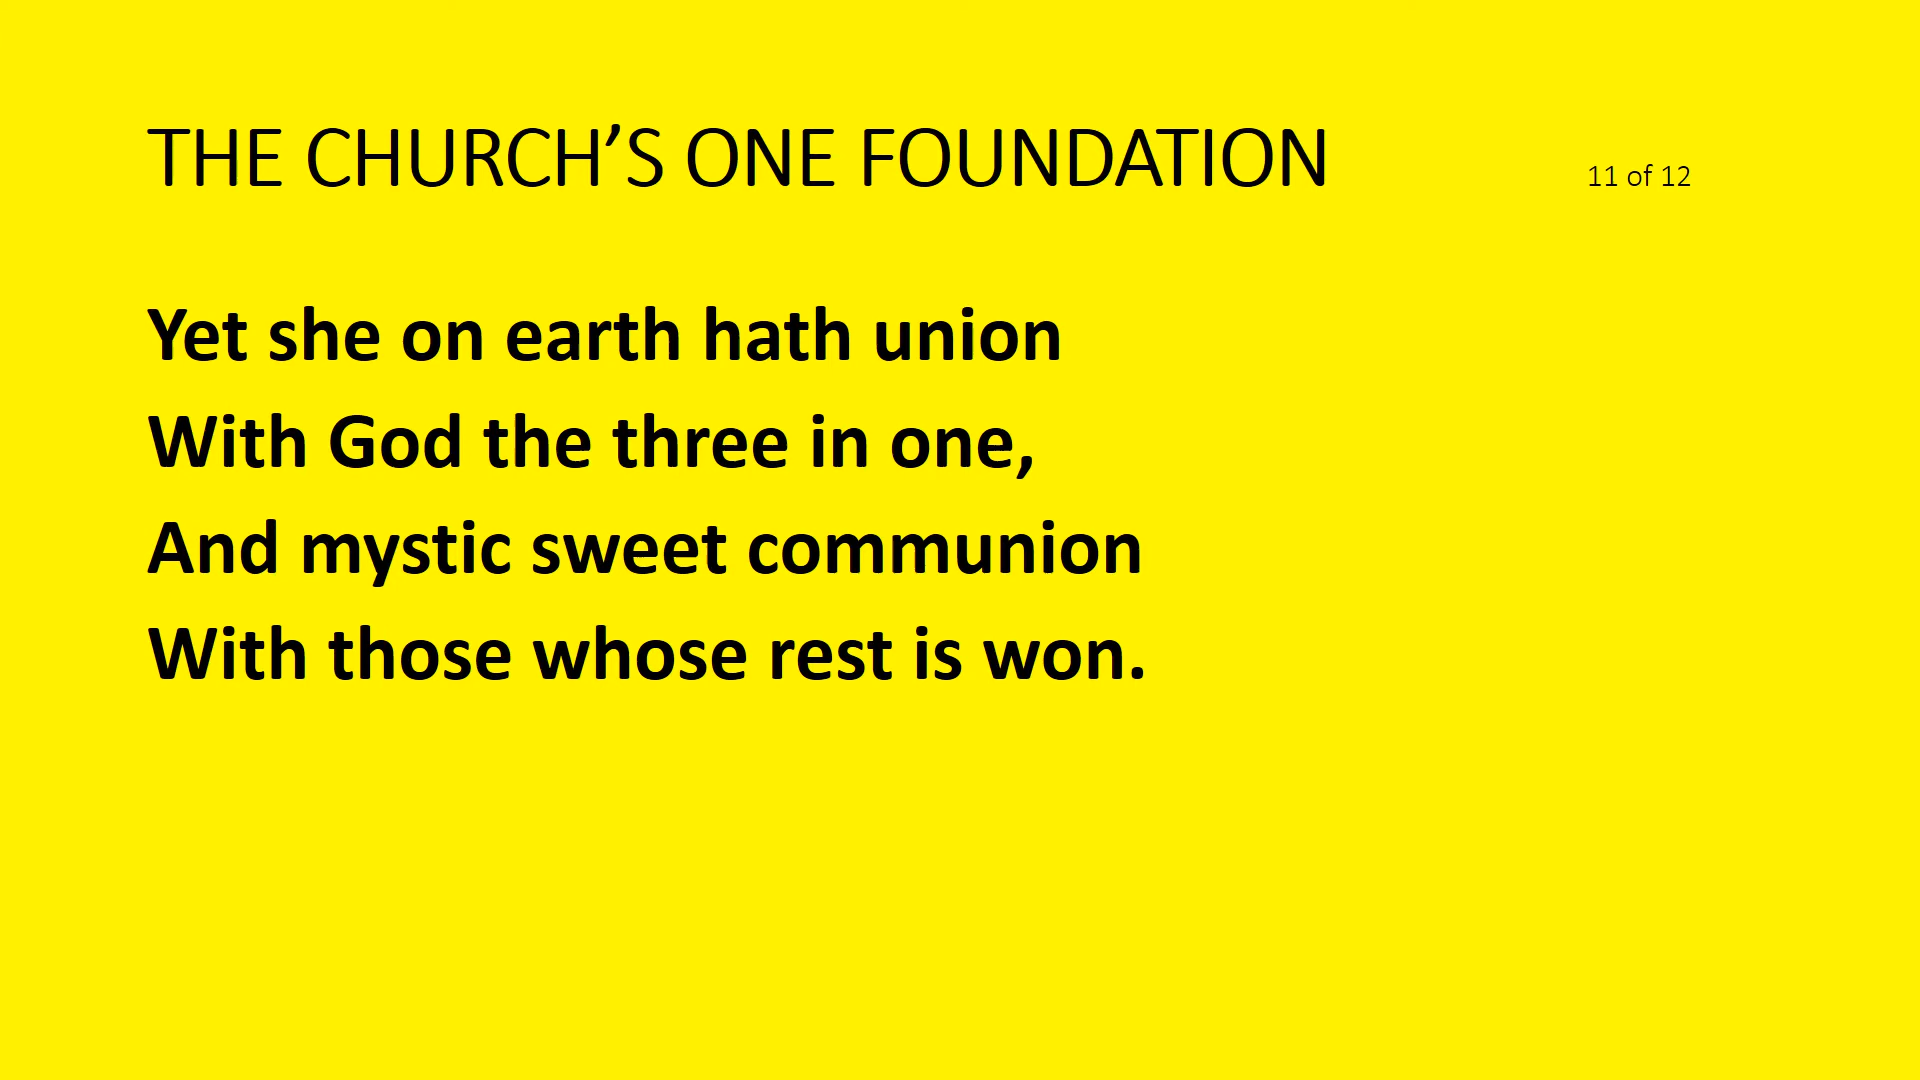 THE CHURCH’S ONE FOUNDATION 11 of 12
Yet she on earth hath union
With God the three in one,
And mystic sweet communion
With those whose rest is won.